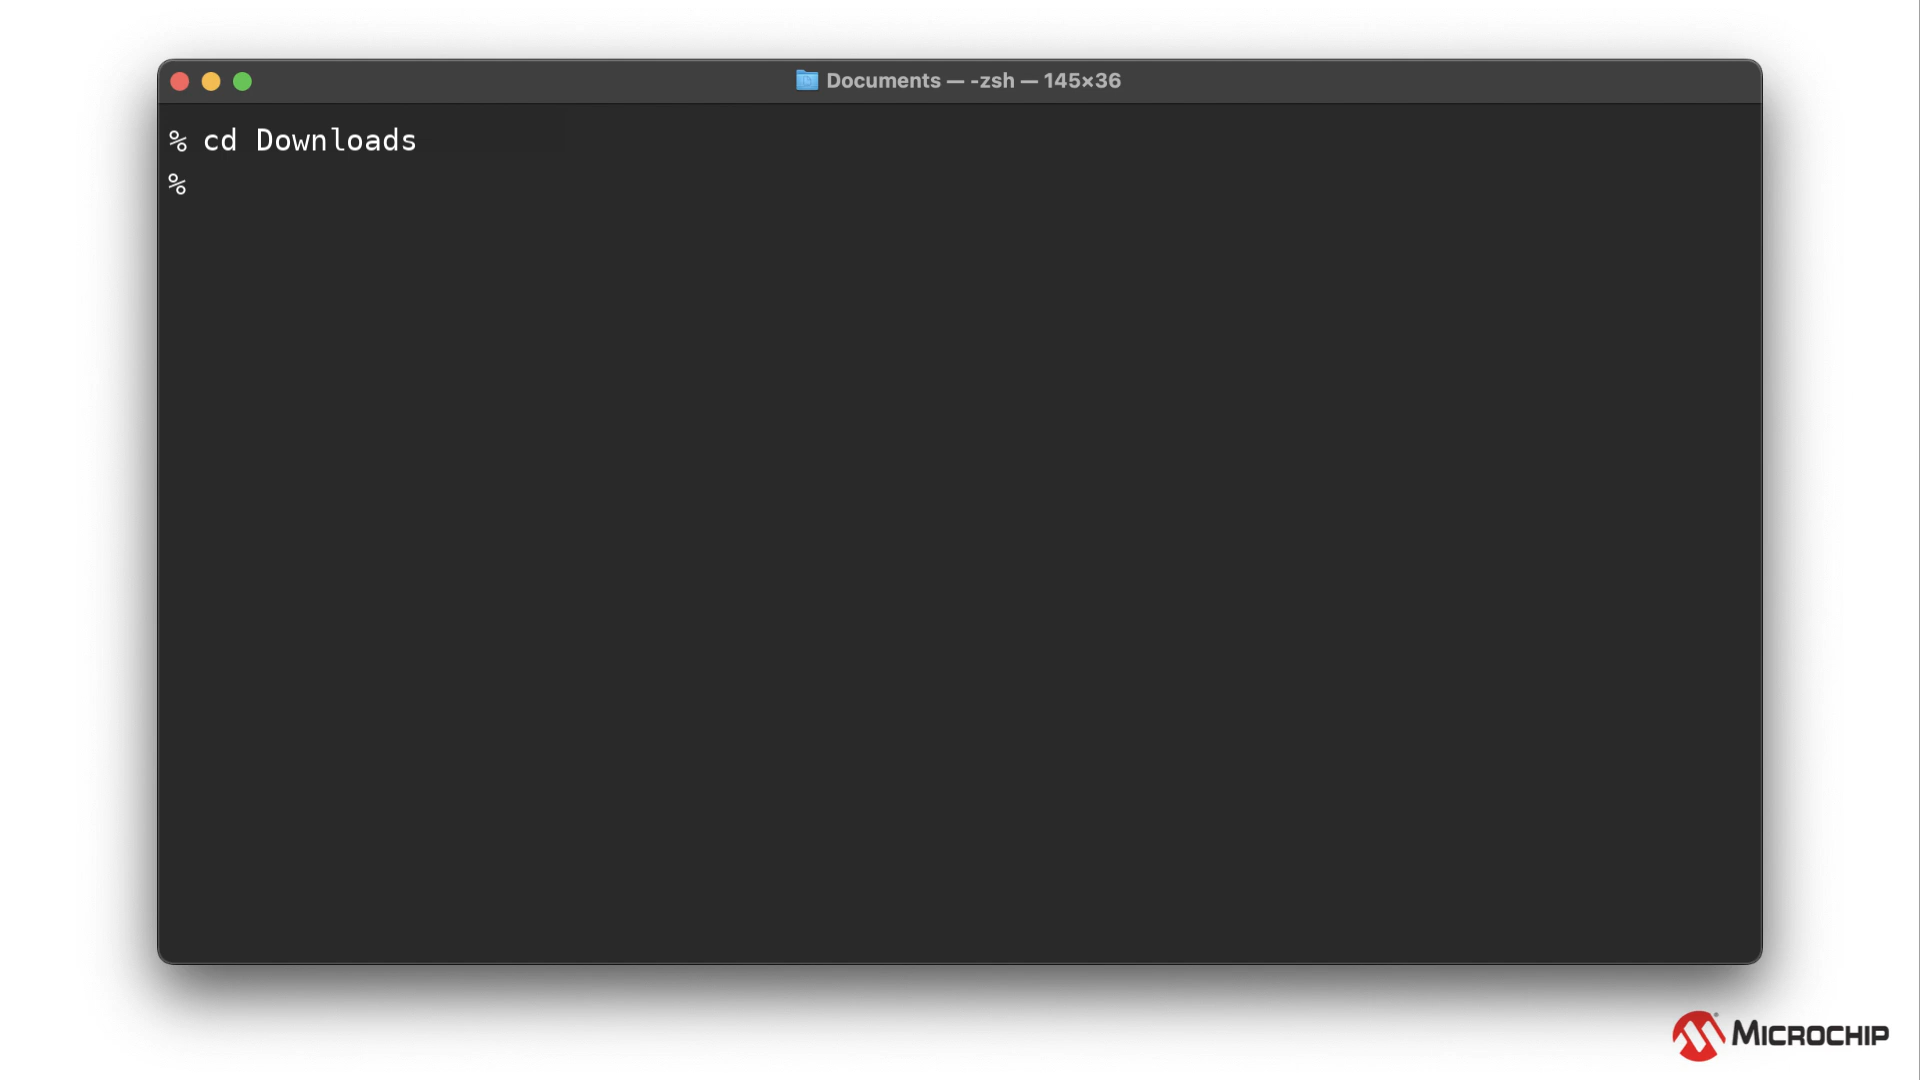 Documents — -zsh — 145×36
% cd Downloads
%
MICROCHIP